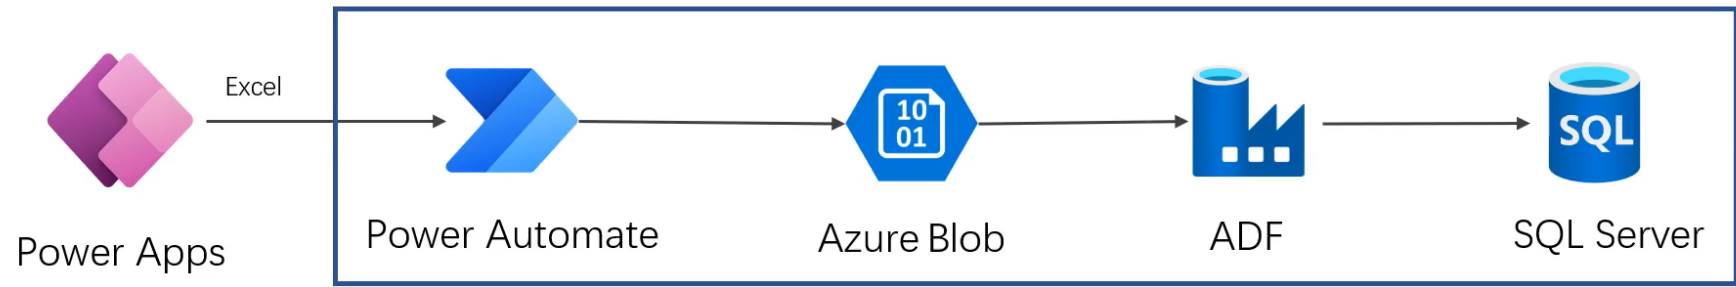 Excel
10
01
SQL
Power Apps
Power Automate
Azure Blob
ADF
SQL Server